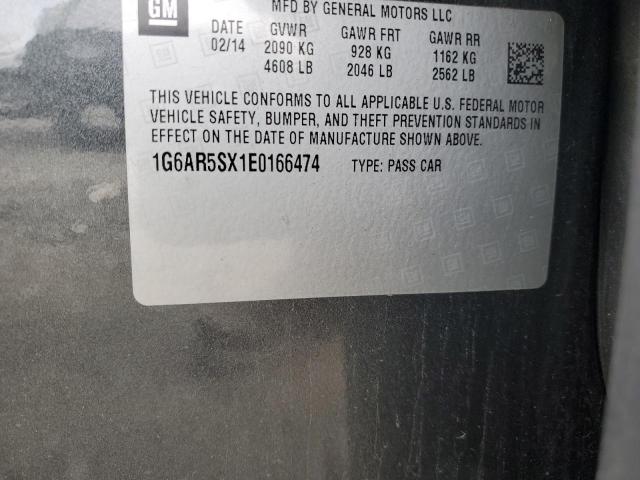 GM
MFD BY GENERAL MOTORS LLC
DATE GVWR GAWR FRT GAWR RR
02/14 2090 KG 928 KG 1162 KG
4608 LB 2046 LB 2562 LB
THIS VEHICLE CONFORMS TO ALL APPLICABLE U.S. FEDERAL MOTOR
VEHICLE SAFETY, BUMPER, AND THEFT PREVENTION STANDARDS IN
EFFECT ON THE DATE OF MANUFACTURE SHOWN ABOVE.
1G6AR5SX1E0166474 TYPE: PASS CAR